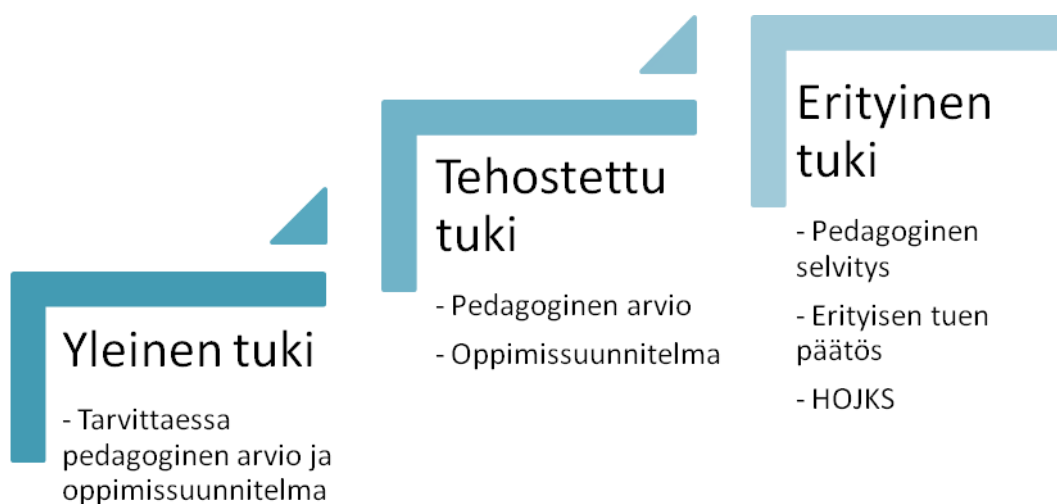 Yleinen tuki
- Tarvittaessa
pedagoginen arvio ja
oppimissuunnitelma
Tehostettu
tuki
- Pedagoginen arvio
- Oppimissuunnitelma
Erityinen
tuki
- Pedagoginen
selvitys
- Erityisen tuen
päätös
- HOJKS